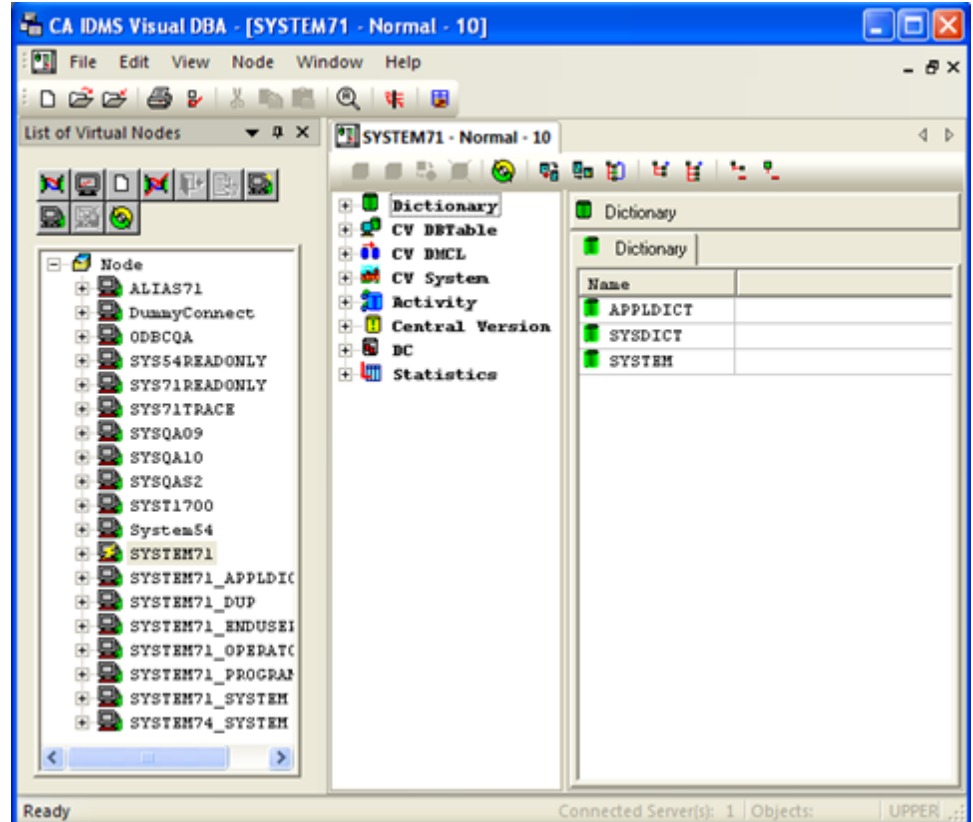 CA IDMS Visual DBA - [SYSTEM71 - Normal - 10]
File Edit View Node Window Help
List of Virtual Nodes
Node
ALIAS71
DummyConnect
ODBCQA
SYS54READONLY
SYS71READONLY
SYS71TRACE
SYSQA09
SYSQA10
SYSQAS2
SYST1700
System54
SYSTEM71
SYSTEM71_APPLDIC
SYSTEM71_DUP
SYSTEM71_ENDUSE
SYSTEM71_OPERATO
SYSTEM71_PROGRAM
SYSTEM71_SYSTEM
SYSTEM74_SYSTEM
SYSTEM71 - Normal - 10
Dictionary
CV DBTable
CV DMCL
CV System
Activity
Central Version
DC
Statistics
Dictionary
Dictionary
Name
APPLDICT
SYSDICT
SYSTEM
Ready
Connected Server(s): 1 Objects: UPPER